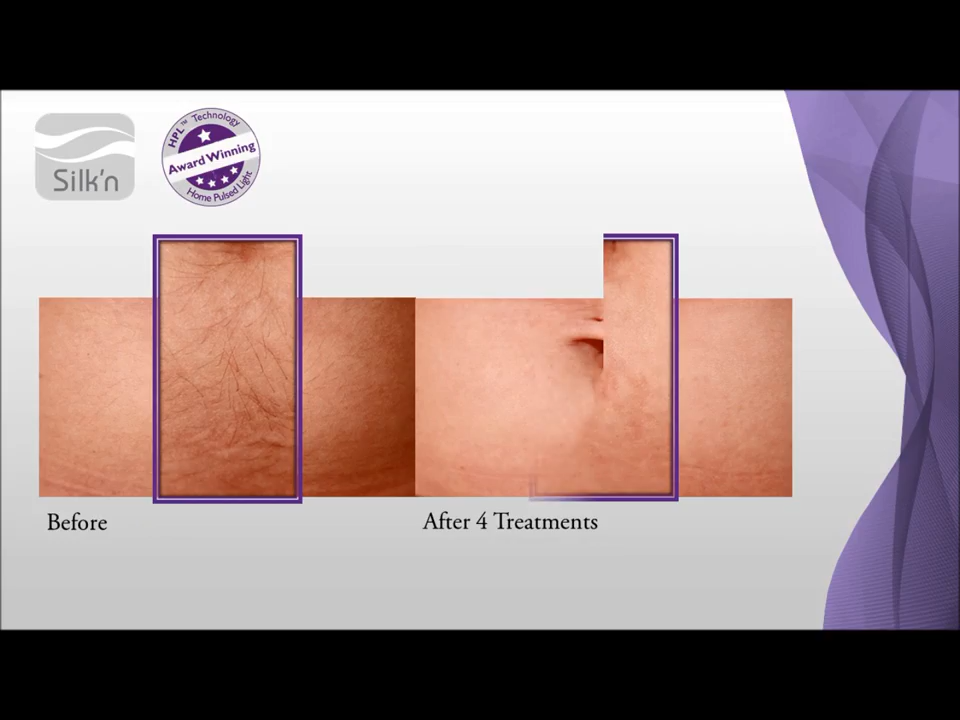 Silk'n
HPL™ Technology
Award Winning
Home Pulsed Light
Before
After 4 Treatments